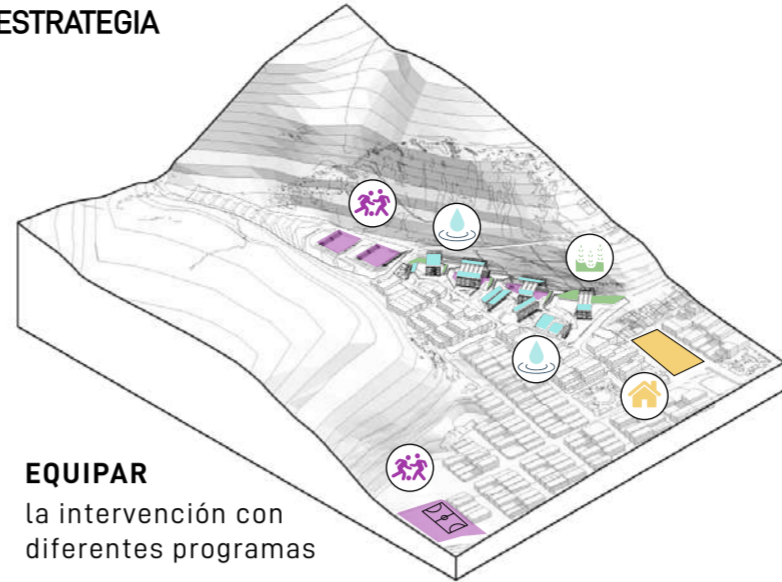 ESTRATEGIA
EQUIPAR
la intervención con
diferentes programas